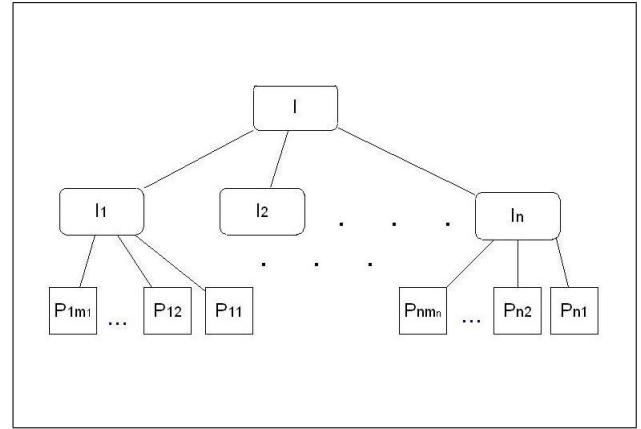 I
I1 I2 . . . In
. . .
P1m1 ... P12 P11 Pnmn ... Pn2 Pn1